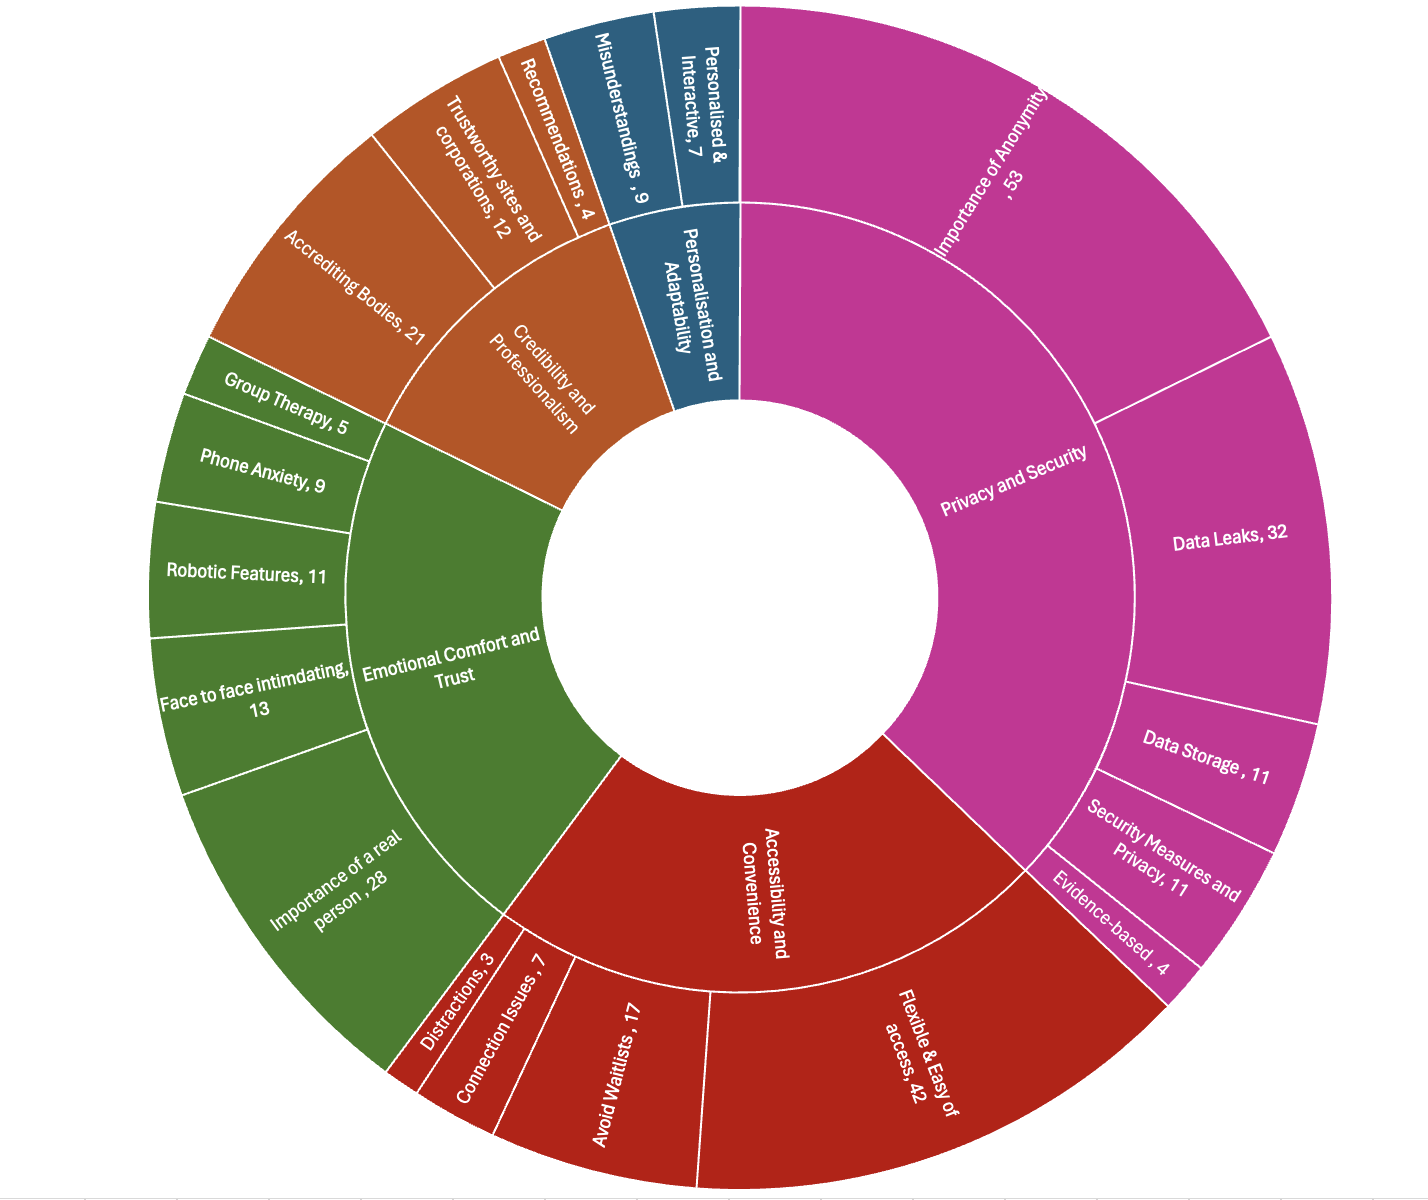 Importance of Anonymity
, 53
Data Leaks, 32
Data Storage , 11
Security Measures and
Privacy, 11
Evidence-based , 4
Privacy and Security
Flexible & Easy of
access, 42
Avoid Waitlists , 17
Connection Issues, 7
Distractions, 3
Accessibility and
Convenience
Importance of a real
person , 28
Face to face intimdating,
13
Robotic Features, 11
Phone Anxiety, 9
Group Therapy, 5
Emotional Comfort and
Trust
Accrediting Bodies, 21
Trustworthy sites and
corporations, 12
Recommendations , 4
Credibility and
Professionalism
Misunderstandings , 9
Personalised &
Interactive, 7
Personalisation and
Adaptability